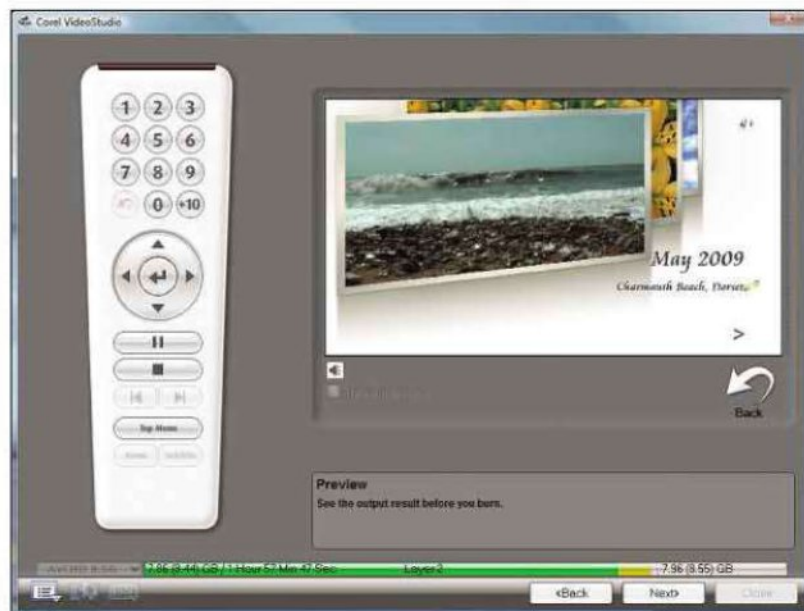 Corel VideoStudio
1 2 3
4 5 6
7 8 9
0 +10
Top Menu
May 2009
Charmouth Beach, Dorset
>
Back
Preview
See the output result before you burn.
7.86 (8.44) GB / 1 Hour 57 Min 47 Sec Layer2 7.96 (8.55) GB
<Back Next> Close